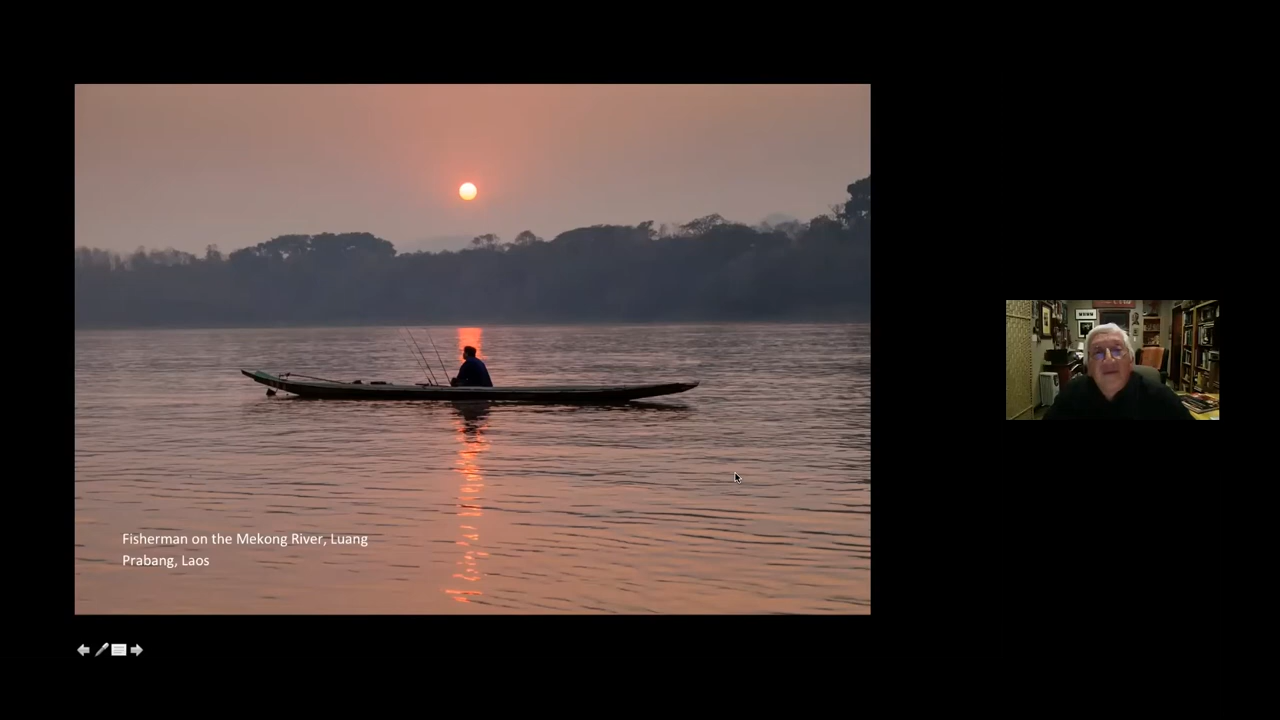 Fisherman on the Mekong River, Luang
Prabang, Laos